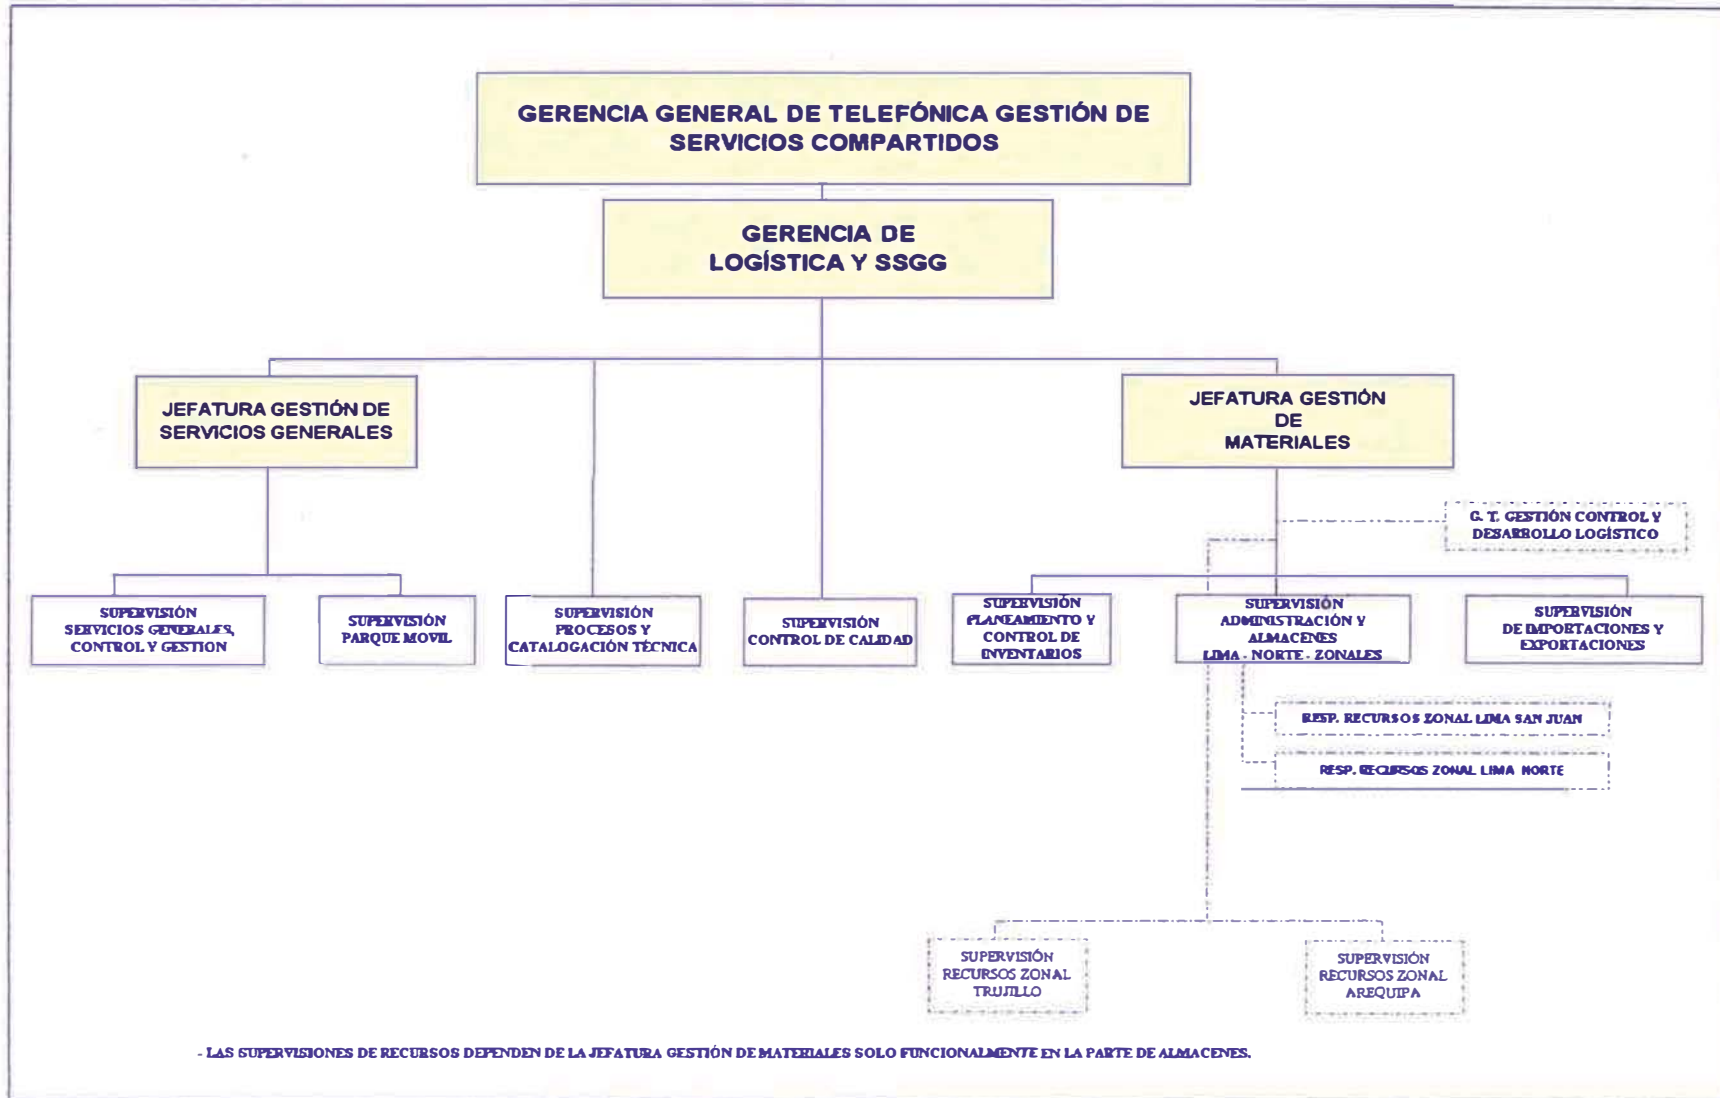 GERENCIA GENERAL DE TELEFÓNICA GESTIÓN DE
SERVICIOS COMPARTIDOS
GERENCIA DE
LOGÍSTICA Y SSGG
JEFATURA GESTIÓN DE
SERVICIOS GENERALES
JEFATURA GESTIÓN
DE
MATERIALES
G. T. GESTIÓN CONTROL Y
DESARROLLO LOGÍSTICO
SUPERVISIÓN
SERVICIOS GENERALES,
CONTROL Y GESTION
SUPERVISIÓN
PARQUE MOVIL
SUPERVISIÓN
PROCESOS Y
CATALOGACIÓN TÉCNICA
SUPERVISIÓN
CONTROL DE CALIDAD
SUPERVISIÓN
PLANEAMIENTO Y
CONTROL DE
INVENTARIOS
SUPERVISIÓN
ADMINISTRACIÓN Y
ALMACENES
LIMA - NORTE - ZONALES
SUPERVISIÓN
DE IMPORTACIONES Y
EXPORTACIONES
RESP. RECURSOS ZONAL LIMA SAN JUAN
RESP. RECURSOS ZONAL LIMA NORTE
SUPERVISIÓN
RECURSOS ZONAL
TRUJILLO
SUPERVISIÓN
RECURSOS ZONAL
AREQUIPA
- LAS SUPERVISIONES DE RECURSOS DEPENDEN DE LA JEFATURA GESTIÓN DE MATERIALES SOLO FUNCIONALMENTE EN LA PARTE DE ALMACENES.